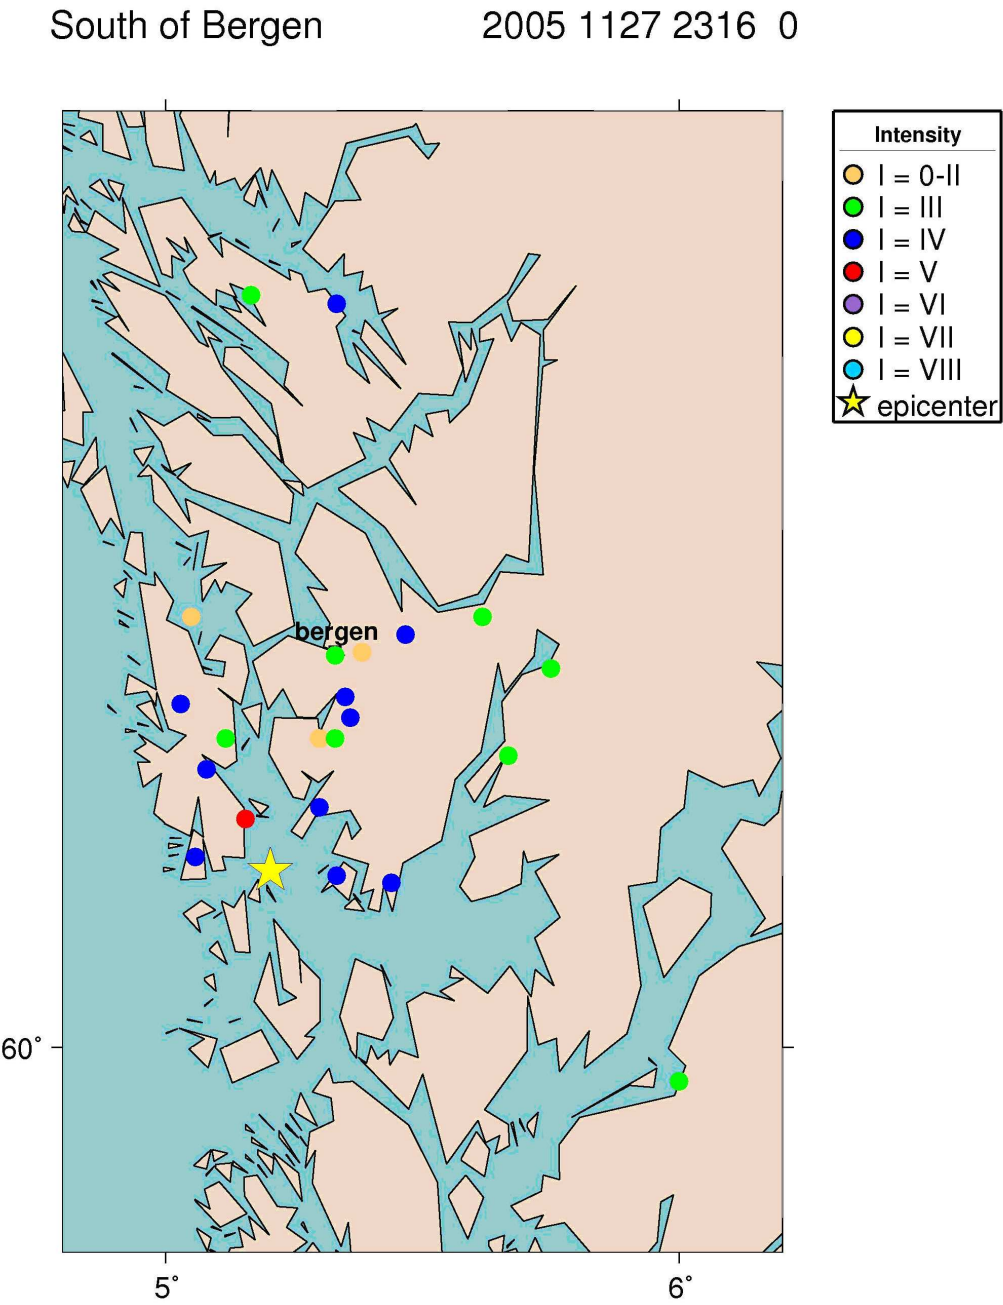 South of Bergen 2005 1127 2316 0
Intensity
I = 0-II
I = III
I = IV
I = V
I = VI
I = VII
I = VIII
epicenter
bergen
60°
5° 6°